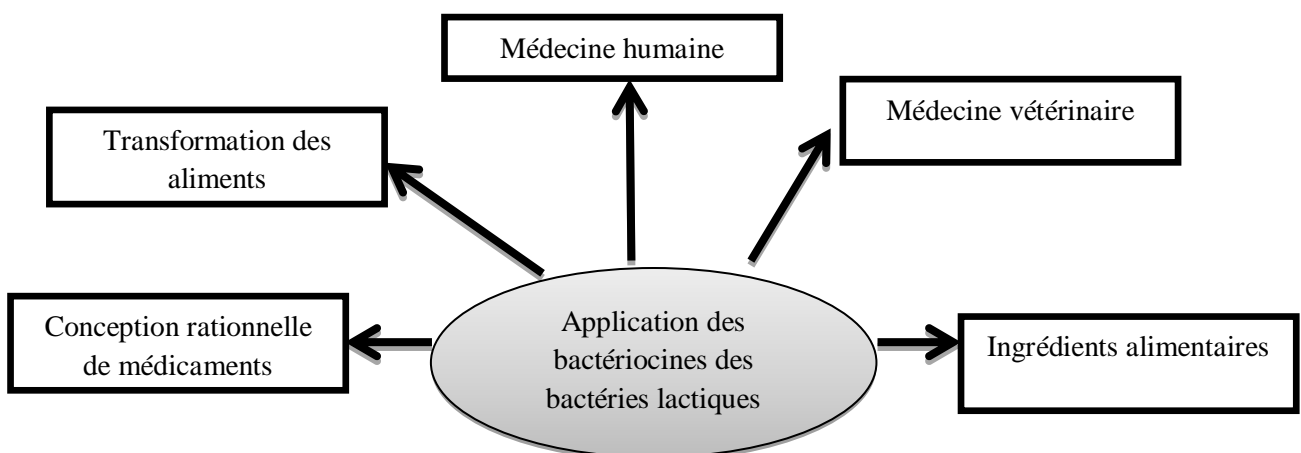 Médecine humaine
Médecine vétérinaire
Transformation des
aliments
Conception rationnelle
de médicaments
Application des
bactériocines des
bactéries lactiques
Ingrédients alimentaires